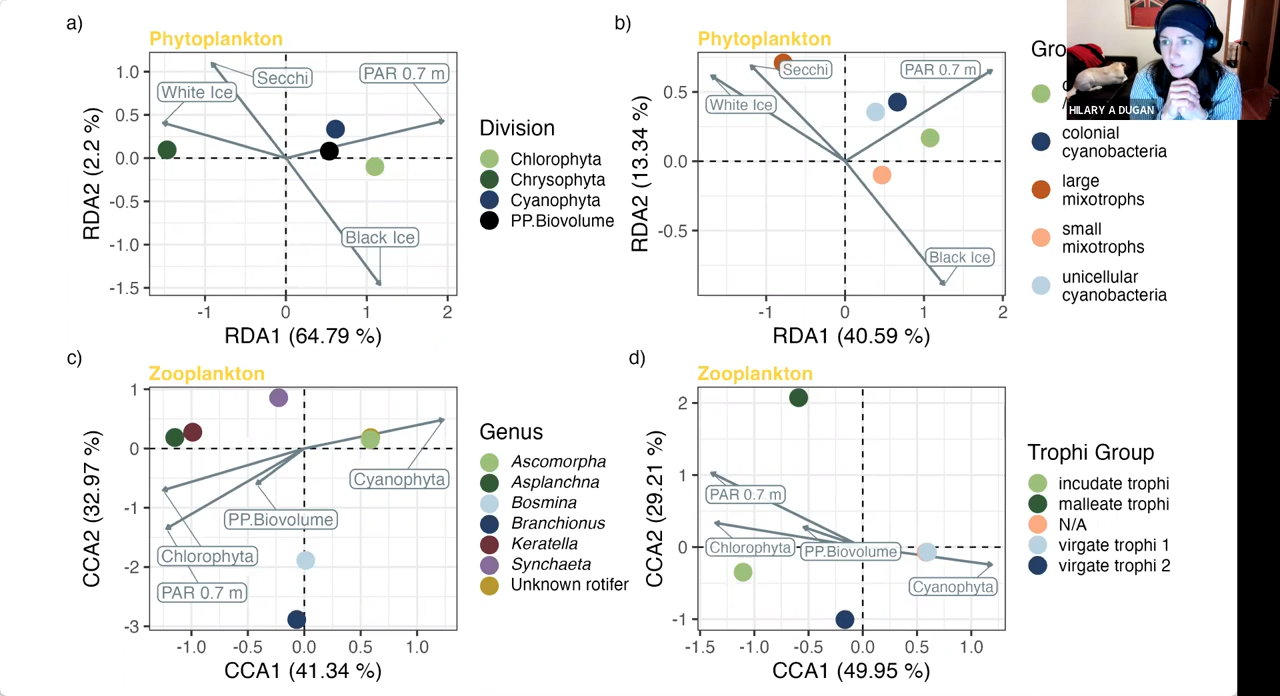 a)
Phytoplankton
1.0
0.5
0.0
-0.5
-1.0
-1.5
RDA2 (2.2 %)
Secchi
PAR 0.7 m
White Ice
Black Ice
-1
0
1
2
RDA1 (64.79 %)
Division
Chlorophyta
Chrysophyta
Cyanophyta
PP.Biovolume
b)
Phytoplankton
0.5
0.0
-0.5
RDA2 (13.34 %)
Secchi
PAR 0.7 m
White Ice
Black Ice
-1
0
1
2
RDA1 (40.59 %)
HILARY A DUGAN
colonial
cyanobacteria
large
mixotrophs
small
mixotrophs
unicellular
cyanobacteria
c)
Zooplankton
1
0
-1
-2
-3
CCA2 (32.97 %)
Cyanophyta
PP.Biovolume
Chlorophyta
PAR 0.7 m
-1.0
-0.5
0.0
0.5
1.0
CCA1 (41.34 %)
Genus
Ascomorpha
Asplanchna
Bosmina
Branchionus
Keratella
Synchaeta
Unknown rotifer
d)
Zooplankton
2
1
0
-1
CCA2 (29.21 %)
PAR 0.7 m
Chlorophyta
PP.Biovolume
Cyanophyta
-1.5
-1.0
-0.5
0.0
0.5
1.0
CCA1 (49.95 %)
Trophi Group
incudate trophi
malleate trophi
N/A
virgate trophi 1
virgate trophi 2